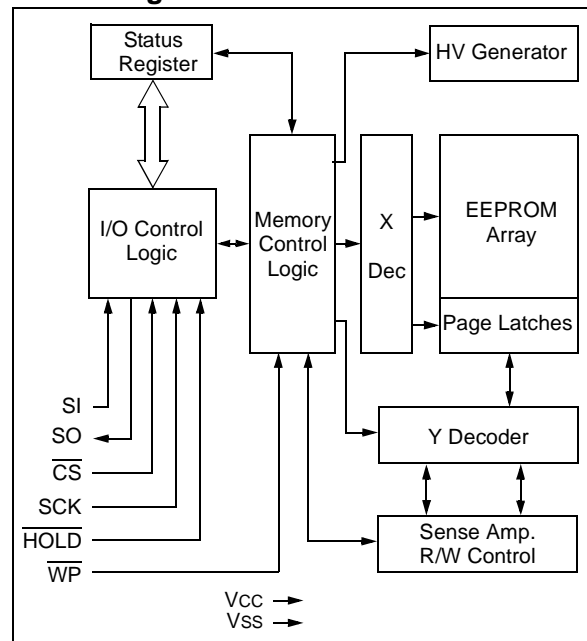 Status
Register
HV Generator
I/O Control
Logic
Memory
Control
Logic
X
Dec
EEPROM
Array
Page Latches
SI
SO
CS
SCK
HOLD
WP
Y Decoder
Sense Amp.
R/W Control
VCC
VSS